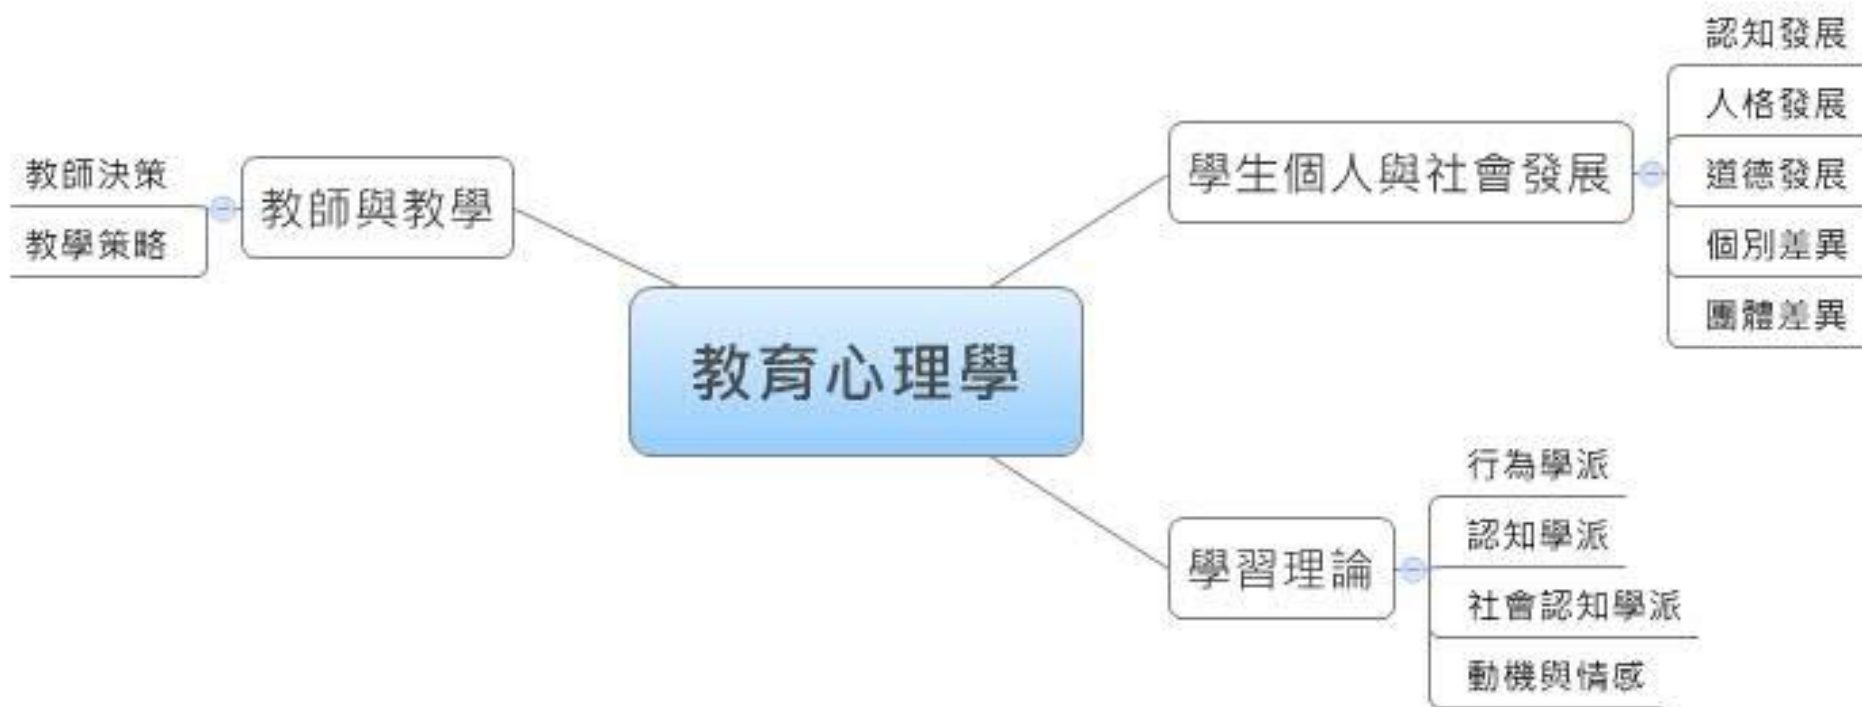 教育心理學
學生個人與社會發展
認知發展
人格發展
道德發展
個別差異
團體差異
學習理論
行為學派
認知學派
社會認知學派
動機與情感
教師與教學
教師決策
教學策略